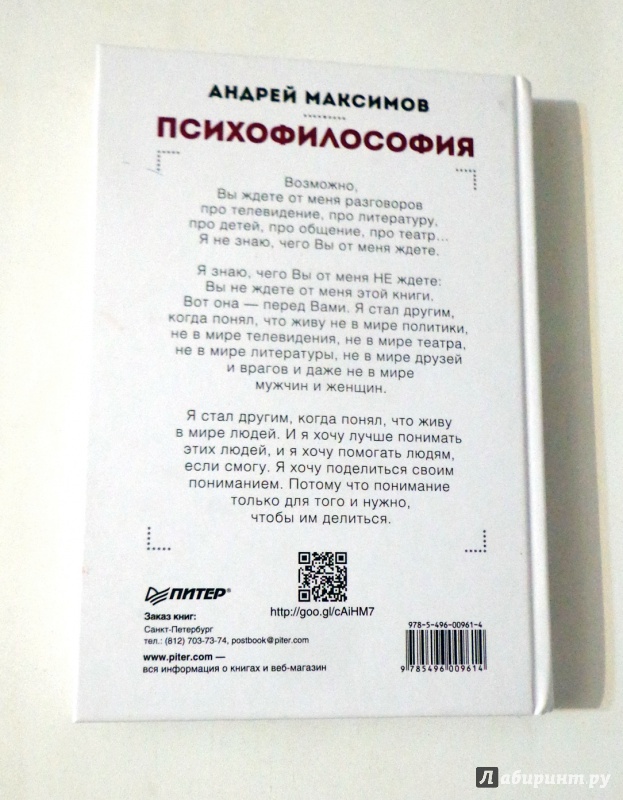 АНДРЕЙ МАКСИМОВ
ПСИХОФИЛОСОФИЯ
Возможно,
Вы ждете от меня разговоров
про телевидение, про литературу,
про детей, про общение, про театр...
Я не знаю, чего Вы от меня ждете.
Я знаю, чего Вы от меня НЕ ждете:
Вы не ждете от меня этой книги.
Вот она — перед Вами. Я стал другим,
когда понял, что живу не в мире политики,
не в мире телевидения, не в мире театра,
не в мире литературы, не в мире друзей
и врагов и даже не в мире
мужчин и женщин.
Я стал другим, когда понял, что живу
в мире людей. И я хочу лучше понимать
этих людей, и я хочу помогать людям,
если смогу. Я хочу поделиться своим
пониманием. Потому что понимание
только для того и нужно,
чтобы им делиться.
ПИТЕР®
http://goo.gl/cAiHM7
Заказ книг:
Санкт-Петербург
тел.: (812) 703-73-74, postbook@piter.com
www.piter.com —
вся информация о книгах и веб-магазин
978-5-496-00961-4
9 785496 009614
Лабиринт.ру